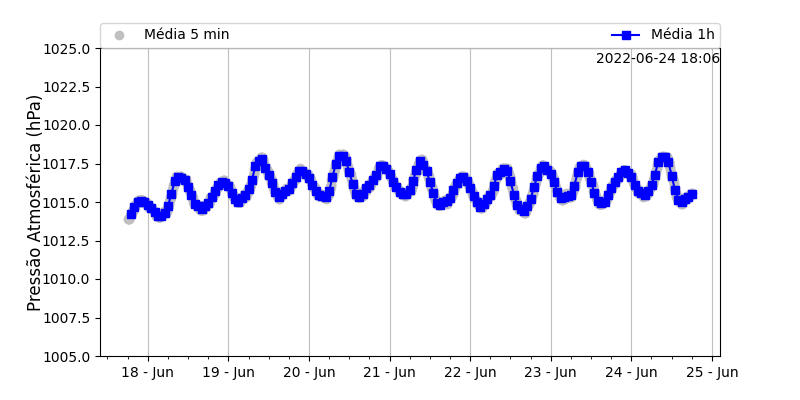 Média 5 min
Média 1h
2022-06-24 18:06
Pressão Atmosférica (hPa)
1025.0
1022.5
1020.0
1017.5
1015.0
1012.5
1010.0
1007.5
1005.0
18 - Jun
19 - Jun
20 - Jun
21 - Jun
22 - Jun
23 - Jun
24 - Jun
25 - Jun